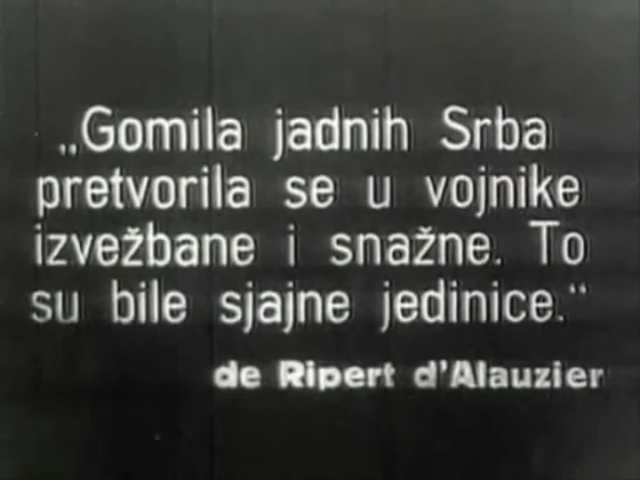 „Gomila jadnih Srba
pretvorila se u vojnike
izvežbane i snažne. To
su bile sjajne jedinice.“
de Ripert d'Alauzier